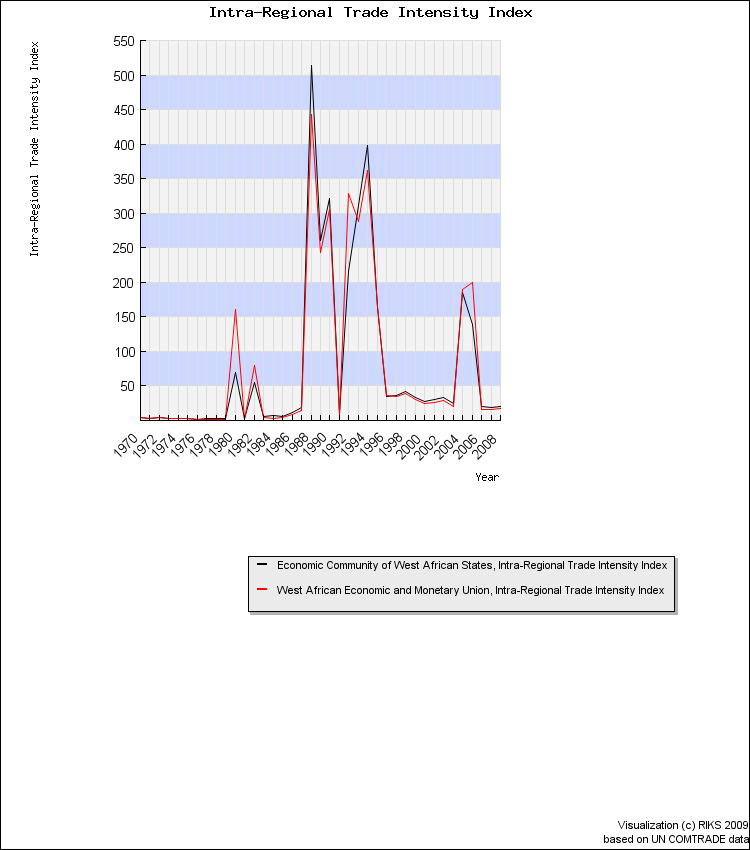 Intra-Regional Trade Intensity Index
Intra-Regional Trade Intensity Index
550
500
450
400
350
300
250
200
150
100
50
1970 1972 1974 1976 1978 1980 1982 1984 1986 1988 1990 1992 1994 1996 1998 2000 2002 2004 2006 2008
Year
Economic Community of West African States, Intra-Regional Trade Intensity Index
West African Economic and Monetary Union, Intra-Regional Trade Intensity Index
Visualization (c) RIKS 2009
based on UN COMTRADE data